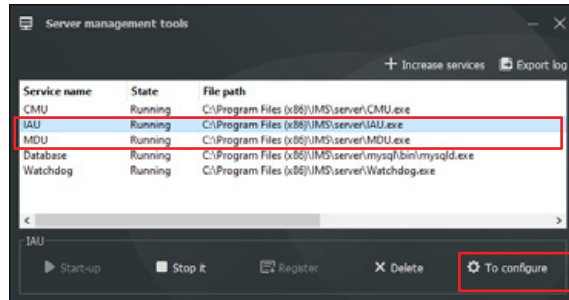 Server management tools
Increase services Export log
Service name State File path
CMU Running C:\Program Files (x86)\IMS\server\CMU.exe
IAU Running C:\Program Files (x86)\IMS\server\IAU.exe
MDU Running C:\Program Files (x86)\IMS\server\MDU.exe
Database Running C:\Program Files (x86)\IMS\server\mysql\bin\mysqld.exe
Watchdog Running C:\Program Files (x86)\IMS\server\Watchdog.exe
IAU
Start-up Stop it Register Delete To configure